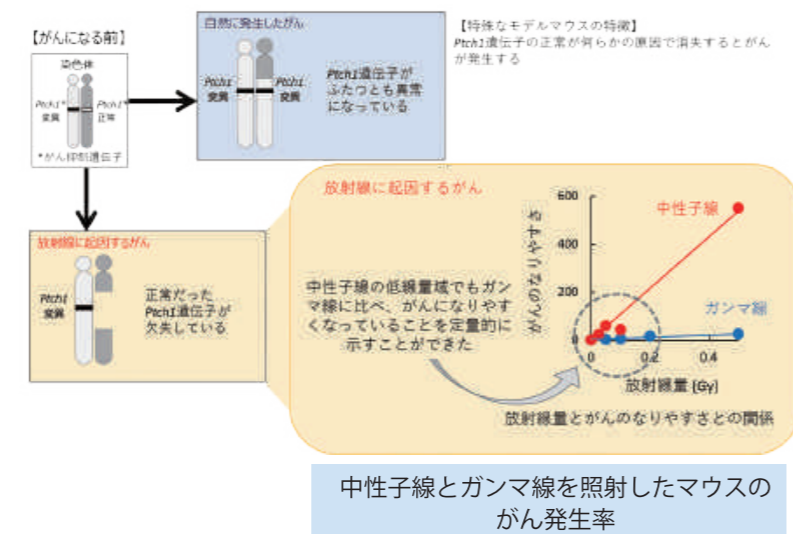 【がんになる前】
染色体
Ptch1*
変異
Ptch1*
正常
*がん抑制遺伝子
自然に発生したがん
Ptch1
変異
Ptch1
変異
Ptch1遺伝子が
ふたつとも異常
になっている
【特殊なモデルマウスの特徴】
Ptch1遺伝子の正常が何らかの原因で消失するとがん
が発生する
放射線に起因するがん
Ptch1
変異
正常だった
Ptch1遺伝子が
欠失している
放射線に起因するがん
中性子線の低線量域でもガン
マ線に比べ、がんになりやす
くなっていることを定量的に
示すことができた
がんのなりやすさ
600
400
200
0
0
0.2
0.4
中性子線
ガンマ線
放射線量 [Gy]
放射線量とがんのなりやすさとの関係
中性子線とガンマ線を照射したマウスの
がん発生率